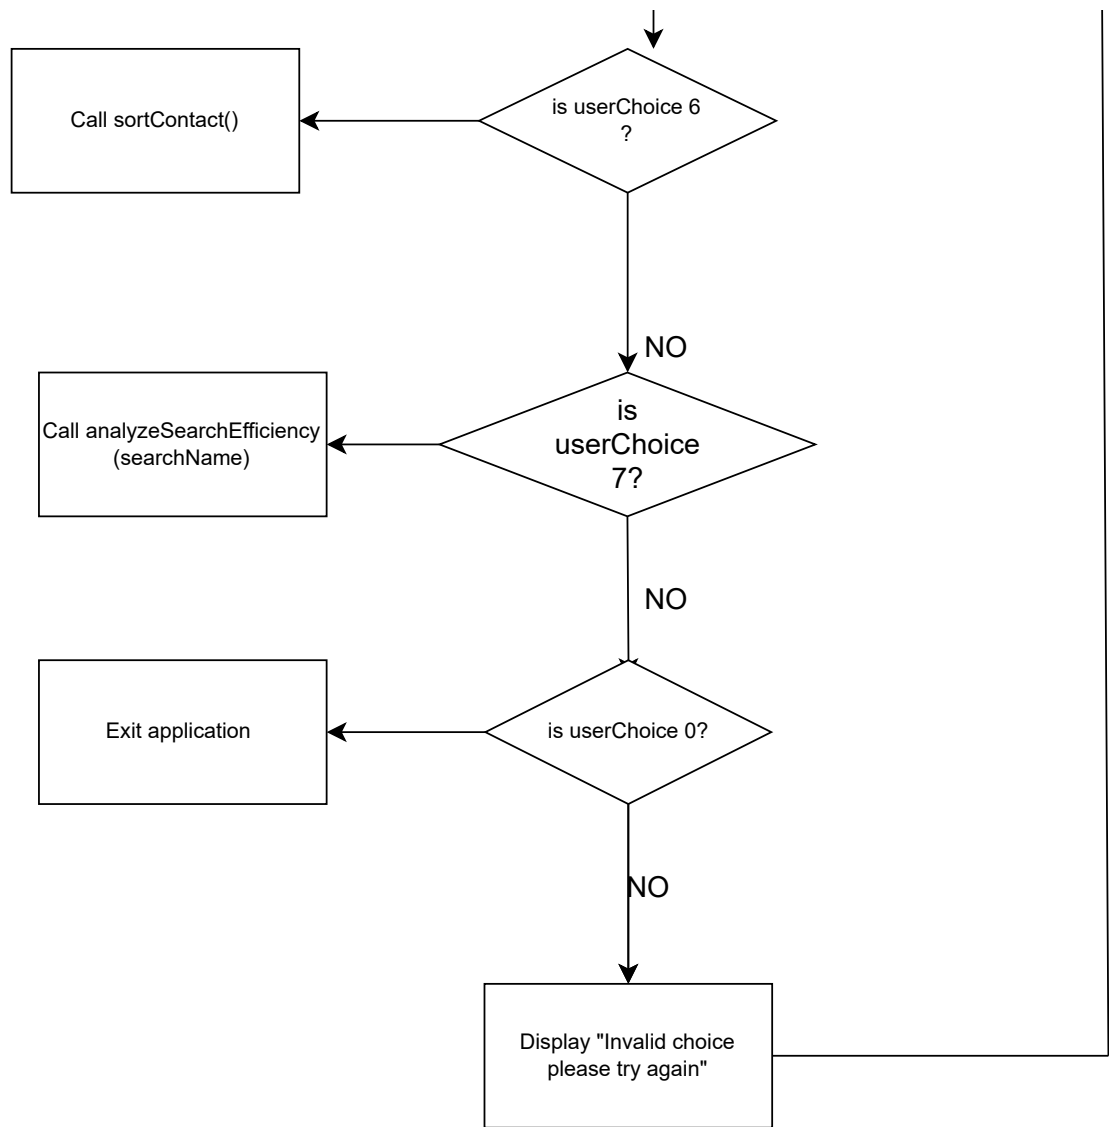 is userChoice 6
?
Call sortContact()
NO
is
userChoice
7?
Call analyzeSearchEfficiency
(searchName)
NO
is userChoice 0?
Exit application
NO
Display "Invalid choice
please try again"